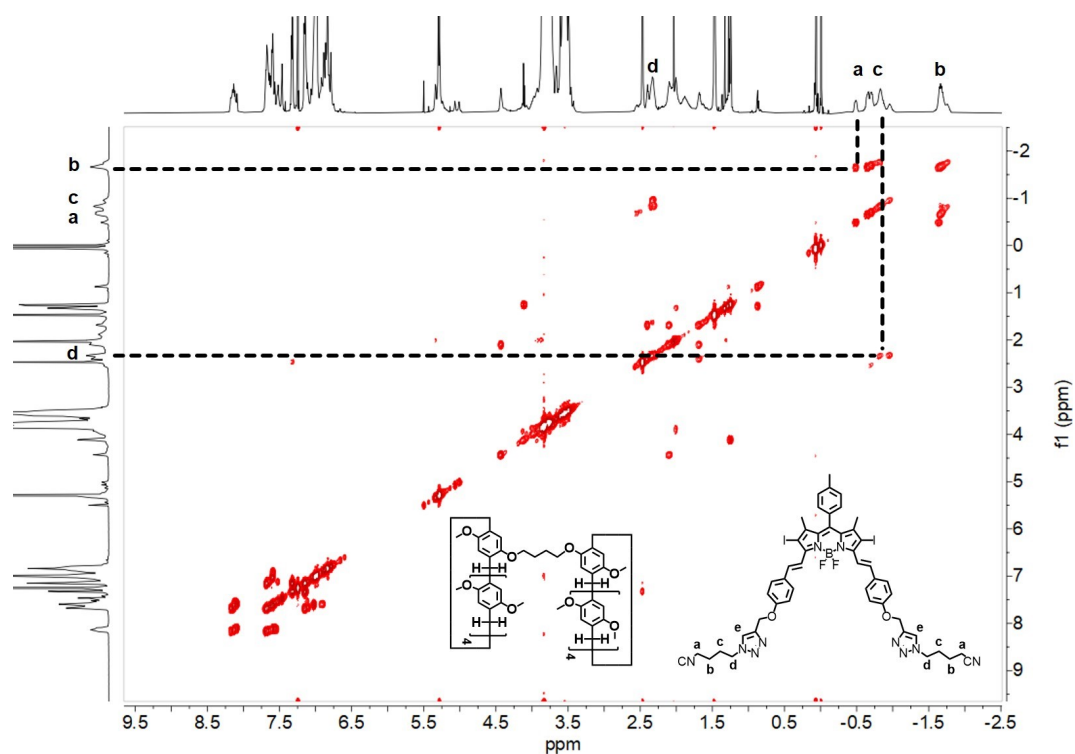 d a c b
b
c
a
d
-2
-1
0
1
2
3
4
5
6
7
8
9
f1 (ppm)
9.5 8.5 7.5 6.5 5.5 4.5 3.5 2.5 1.5 0.5 -0.5 -1.5 -2.5
ppm
O O
O O
O O
H H H H
O O
O O
H H H H
4 4
I I
N N
B
F F
O O
e e
N N
N N N N
a c c a
NC b d d b CN